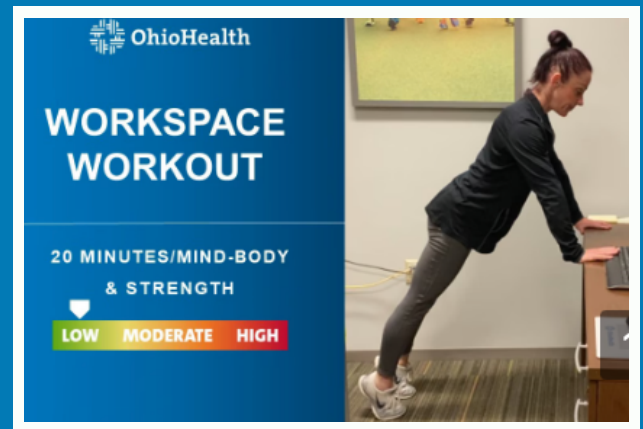 OhioHealth
WORKSPACE
WORKOUT
20 MINUTES/MIND-BODY
& STRENGTH
LOW MODERATE HIGH